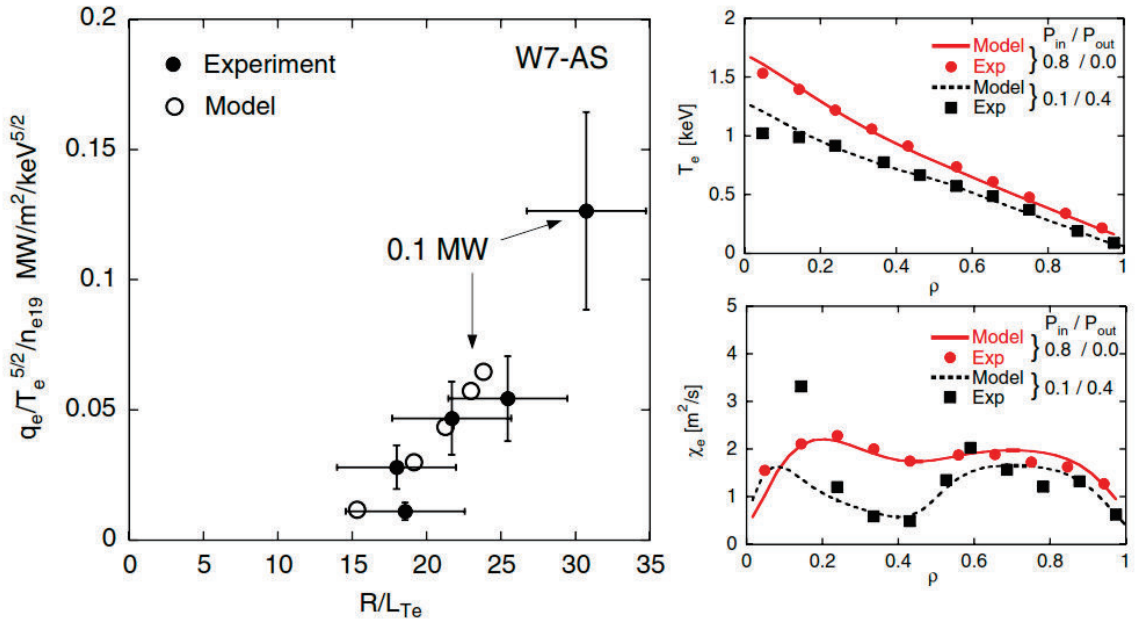 0.2
0.15
0.1
0.05
0
q_e/T_e^{5/2}/n_{e19} MW/m²/keV^{5/2}
Experiment
Model
W7-AS
0.1 MW
0 5 10 15 20 25 30 35
R/L_{Te}
2
1.5
1
0.5
0
T_e [keV]
P_in / P_out
Model
Exp
0.8 / 0.0
Model
Exp
0.1 / 0.4
0 0.2 0.4 0.6 0.8 1
ρ
5
4
3
2
1
0
χ_e [m²/s]
P_in / P_out
Model
Exp
0.8 / 0.0
Model
Exp
0.1 / 0.4
0 0.2 0.4 0.6 0.8 1
ρ